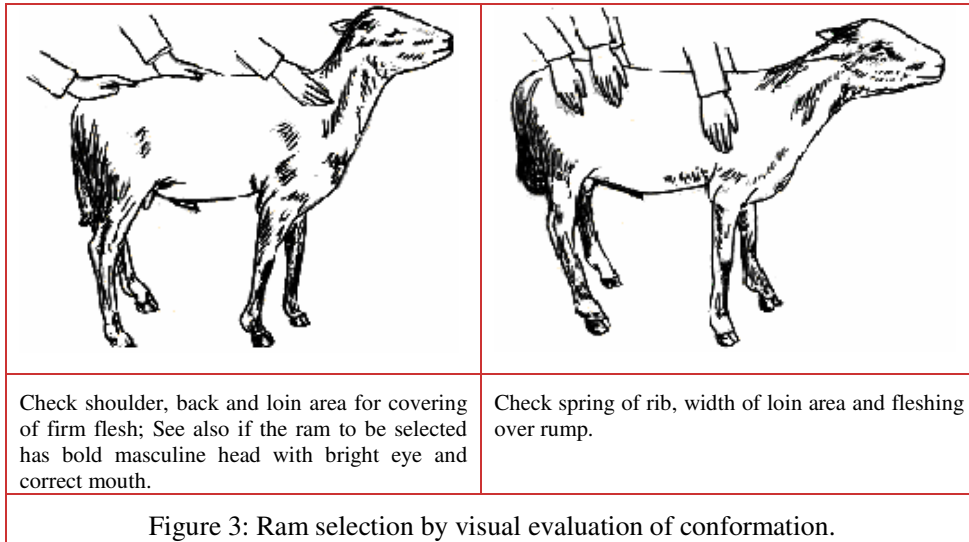 Check shoulder, back and loin area for covering
of firm flesh; See also if the ram to be selected
has bold masculine head with bright eye and
correct mouth.
Check spring of rib, width of loin area and fleshing
over rump.
Figure 3: Ram selection by visual evaluation of conformation.